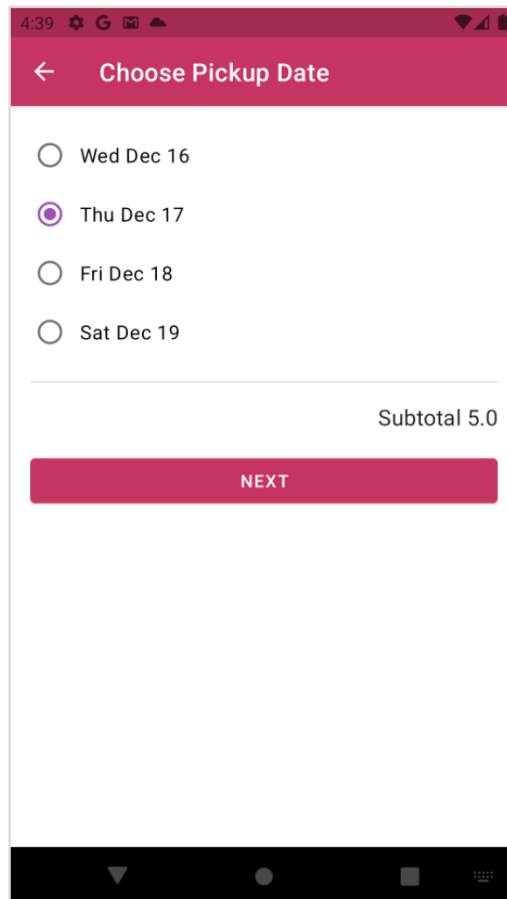 4:39 G
Choose Pickup Date
Wed Dec 16
Thu Dec 17
Fri Dec 18
Sat Dec 19
Subtotal 5.0
NEXT